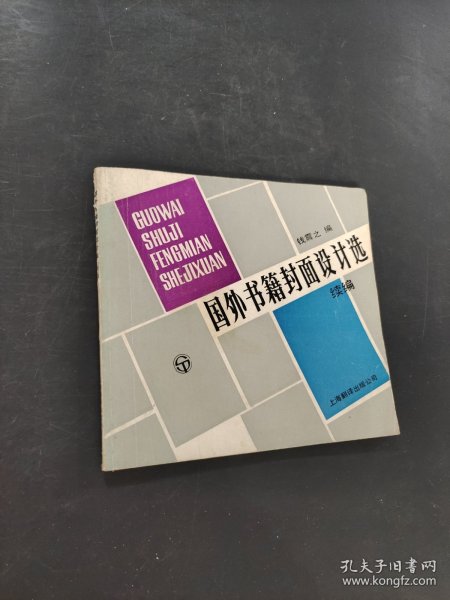 GUOWAI
SHUJI
FENGMIAN
SHEJIXUAN
钱震之 编
国外书籍封面设计选
续编
上海翻译出版公司
孔夫子旧书网
www.kongfz.com